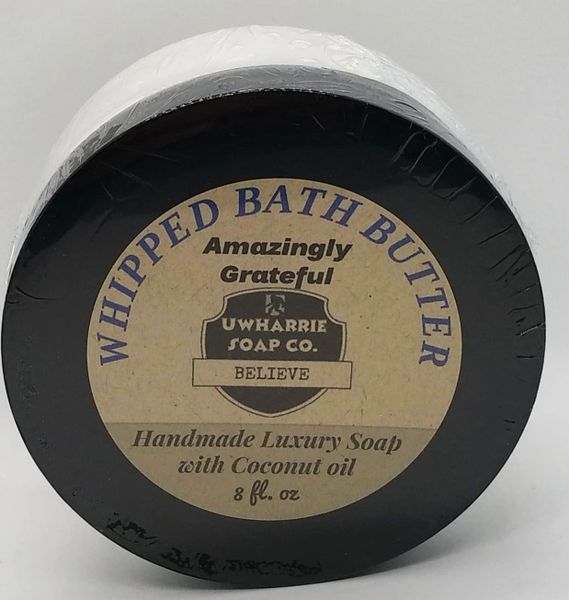 WHIPPED BATH BUTTER
Amazingly
Grateful
UWHARRIE
SOAP CO.
BELIEVE
Handmade Luxury Soap
with Coconut oil
8 fl. oz